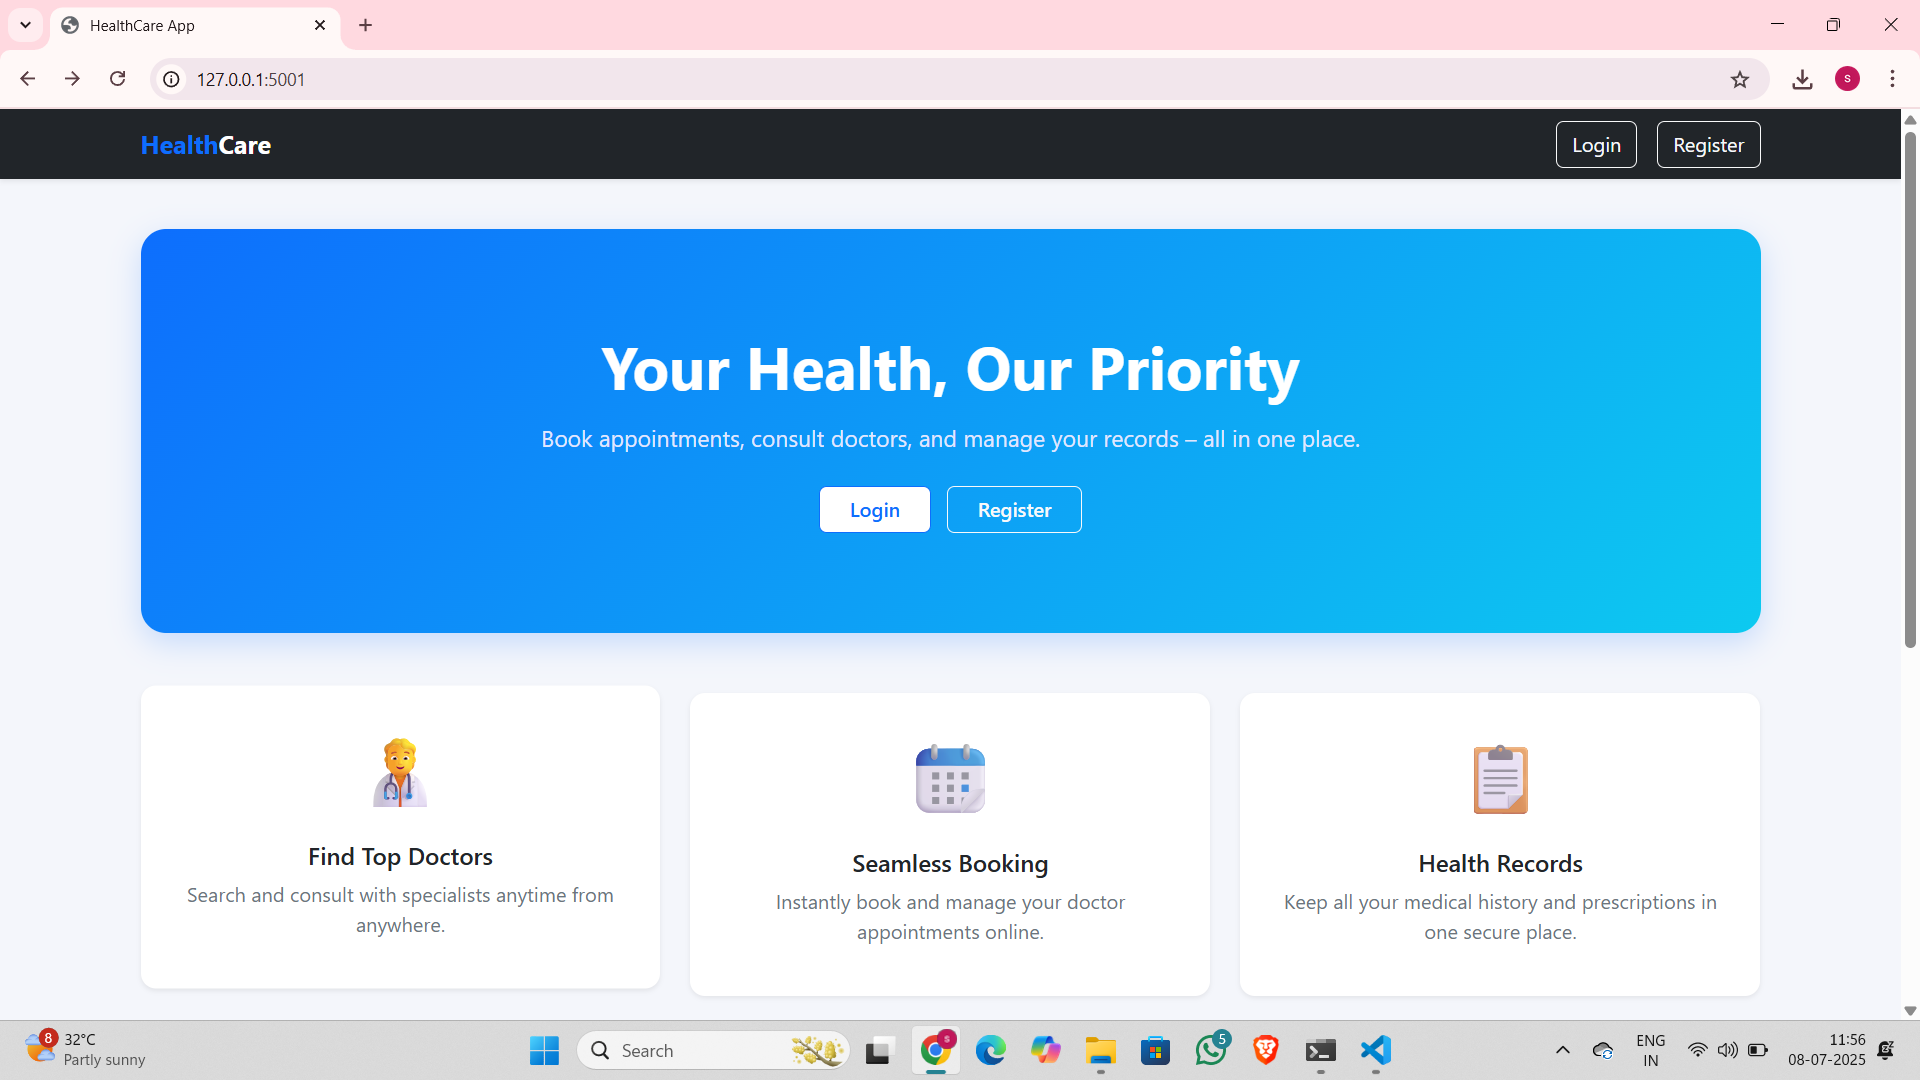 HealthCare App
127.0.0.1:5001
s
HealthCare
Login
Register
Your Health, Our Priority
Book appointments, consult doctors, and manage your records – all in one place.
Login
Register
Find Top Doctors
Search and consult with specialists anytime from
anywhere.
Seamless Booking
Instantly book and manage your doctor
appointments online.
Health Records
Keep all your medical history and prescriptions in
one secure place.
8
32°C
Partly sunny
Search
s
5
ENG
IN
11:56
08-07-2025